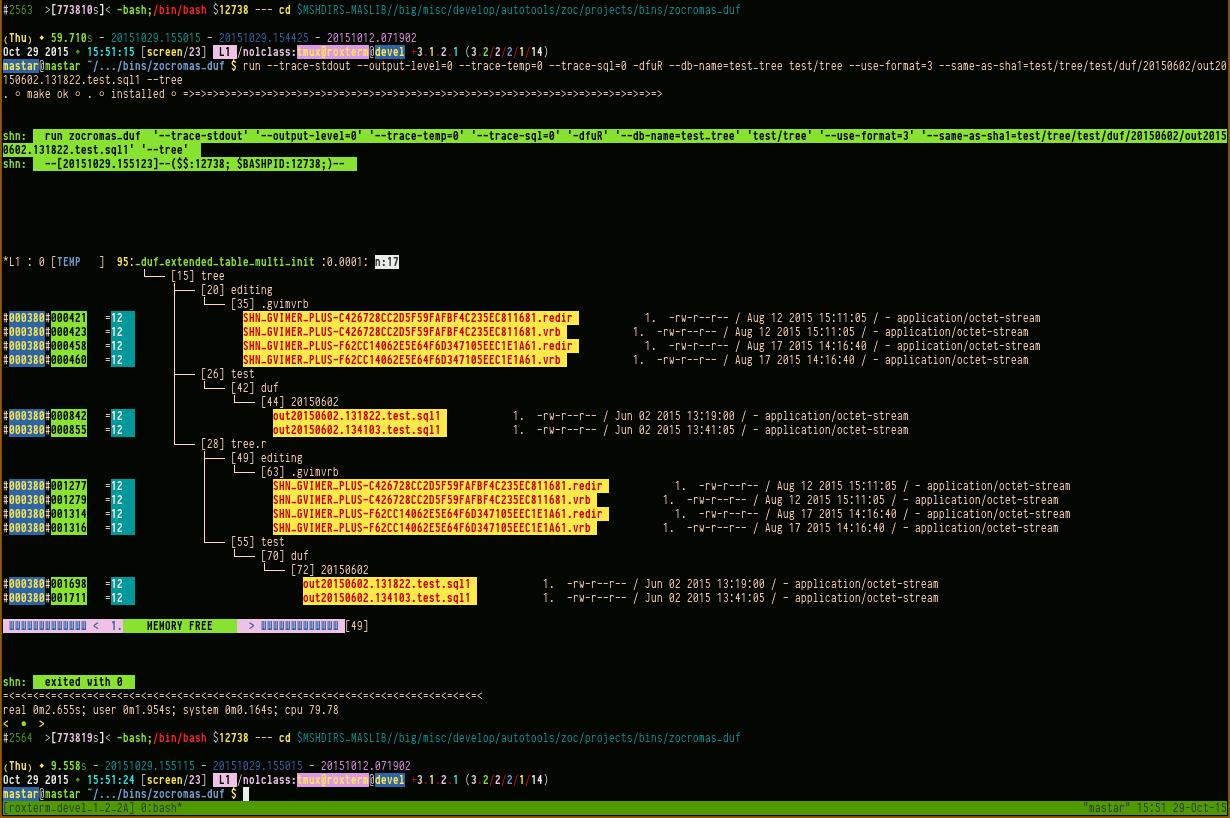 #2563 >[773810s]< -bash;/bin/bash $12738 --- cd $MSHDIRS_MASLIB//big/misc/develop/autotools/zoc/projects/bins/zocromas_duf
(Thu) • 59.710s - 20151029.155015 - 20151029.154425 - 20151012.071902
Oct 29 2015 • 15:51:15 [screen/23] L1 /nolclass:tmux@roxterm@devel +3.1.2.1 (3.2/2/2/1/14)
mastar@mastar ~/.../bins/zocromas_duf $ run --trace-stdout --output-level=0 --trace-temp=0 --trace-sql=0 -dfuR --db-name=test_tree test/tree --use-format=3 --same-as-sha1=test/tree/test/duf/20150602/out20
150602.131822.test.sql1 --tree
. ◦ make ok ◦ . ◦ installed ◦ =>=>=>=>=>=>=>=>=>=>=>=>=>=>=>=>=>=>=>=>=>=>=>=>=>=>=>=>=>=>=>=>=>=>=>=>=>=>=>=>
shn: run zocromas_duf '--trace-stdout' '--output-level=0' '--trace-temp=0' '--trace-sql=0' '-dfuR' '--db-name=test_tree' 'test/tree' '--use-format=3' '--same-as-sha1=test/tree/test/duf/20150602/out2015
0602.131822.test.sql1' '--tree'
shn: --[20151029.155123]--($$:12738; $BASHPID:12738;)--
*L1 : 0 [TEMP ] 95:_duf_extended_table_multi_init :0.0001: n:17
[15] tree
[20] editing
[35] .gvimvrb
#000380#000421 =12 SHN_GVIMER_PLUS-C426728CC2D5F59FAFBF4C235EC811681.redir 1. -rw-r--r-- / Aug 12 2015 15:11:05 / - application/octet-stream
#000380#000423 =12 SHN_GVIMER_PLUS-C426728CC2D5F59FAFBF4C235EC811681.vrb 1. -rw-r--r-- / Aug 12 2015 15:11:05 / - application/octet-stream
#000380#000458 =12 SHN_GVIMER_PLUS-F62CC14062E5E64F6D347105EEC1E1A61.redir 1. -rw-r--r-- / Aug 17 2015 14:16:40 / - application/octet-stream
#000380#000460 =12 SHN_GVIMER_PLUS-F62CC14062E5E64F6D347105EEC1E1A61.vrb 1. -rw-r--r-- / Aug 17 2015 14:16:40 / - application/octet-stream
[26] test
[42] duf
[44] 20150602
#000380#000842 =12 out20150602.131822.test.sql1 1. -rw-r--r-- / Jun 02 2015 13:19:00 / - application/octet-stream
#000380#000855 =12 out20150602.134103.test.sql1 1. -rw-r--r-- / Jun 02 2015 13:41:05 / - application/octet-stream
[28] tree.r
[49] editing
[63] .gvimvrb
#000380#001277 =12 SHN_GVIMER_PLUS-C426728CC2D5F59FAFBF4C235EC811681.redir 1. -rw-r--r-- / Aug 12 2015 15:11:05 / - application/octet-stream
#000380#001279 =12 SHN_GVIMER_PLUS-C426728CC2D5F59FAFBF4C235EC811681.vrb 1. -rw-r--r-- / Aug 12 2015 15:11:05 / - application/octet-stream
#000380#001314 =12 SHN_GVIMER_PLUS-F62CC14062E5E64F6D347105EEC1E1A61.redir 1. -rw-r--r-- / Aug 17 2015 14:16:40 / - application/octet-stream
#000380#001316 =12 SHN_GVIMER_PLUS-F62CC14062E5E64F6D347105EEC1E1A61.vrb 1. -rw-r--r-- / Aug 17 2015 14:16:40 / - application/octet-stream
[55] test
[70] duf
[72] 20150602
#000380#001698 =12 out20150602.131822.test.sql1 1. -rw-r--r-- / Jun 02 2015 13:19:00 / - application/octet-stream
#000380#001711 =12 out20150602.134103.test.sql1 1. -rw-r--r-- / Jun 02 2015 13:41:05 / - application/octet-stream
< 1. MEMORY FREE > [49]
shn: exited with 0
=<=<=<=<=<=<=<=<=<=<=<=<=<=<=<=<=<=<=<=<=<=<=<=<=<=<=<=<=<=<=<=<=<=<=<=<=<=<=<=<
real 0m2.655s; user 0m1.954s; system 0m0.164s; cpu 79.78
< • >
#2564 >[773819s]< -bash;/bin/bash $12738 --- cd $MSHDIRS_MASLIB//big/misc/develop/autotools/zoc/projects/bins/zocromas_duf
(Thu) • 9.558s - 20151029.155115 - 20151029.155015 - 20151012.071902
Oct 29 2015 • 15:51:24 [screen/23] L1 /nolclass:tmux@roxterm@devel +3.1.2.1 (3.2/2/2/1/14)
mastar@mastar ~/.../bins/zocromas_duf $
[roxterm_devel_1_2_2A] 0:bash* "mastar" 15:51 29-Oct-15